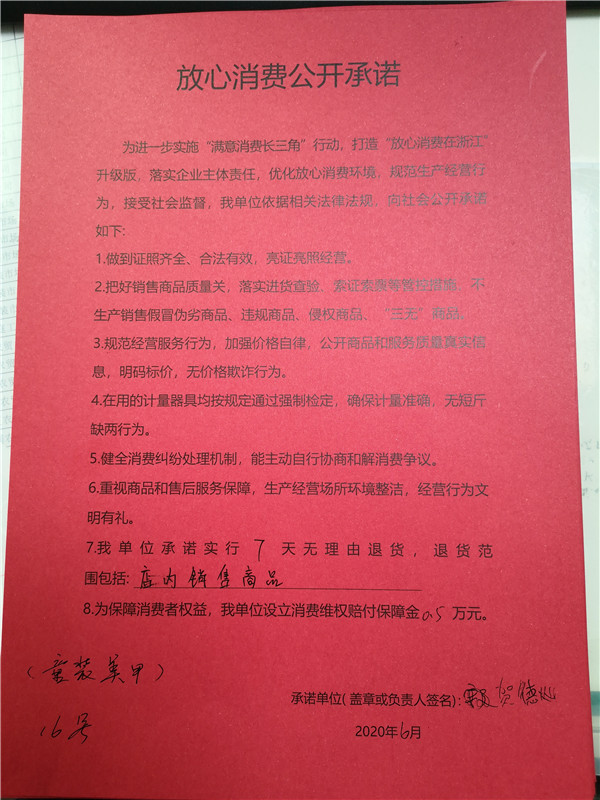 放心消费公开承诺
为进一步实施“满意消费长三角”行动，打造“放心消费在浙江”
升级版，落实企业主体责任，优化放心消费环境，规范生产经营行
为，接受社会监督，我单位依据相关法律法规，向社会公开承诺
如下：
1.做到证照齐全、合法有效，亮证亮照经营。
2.把好销售商品质量关，落实进货查验、索证索票等管控措施，不
生产销售假冒伪劣商品、违规商品、侵权商品、“三无”商品。
3.规范经营服务行为，加强价格自律，公开商品和服务质量真实信
息，明码标价，无价格欺诈行为。
4.在用的计量器具均按规定通过强制检定，确保计量准确，无短斤
缺两行为。
5.健全消费纠纷处理机制，能主动自行协商和解消费争议。
6.重视商品和售后服务保障，生产经营场所环境整洁，经营行为文
明有礼。
7.我单位承诺实行 7 天无理由退货，退货范
围包括：店内销售商品
8.为保障消费者权益，我单位设立消费维权赔付保障金0.5万元。
（童装美甲）
承诺单位（盖章或负责人签名）：贺德
16号
2020年6月